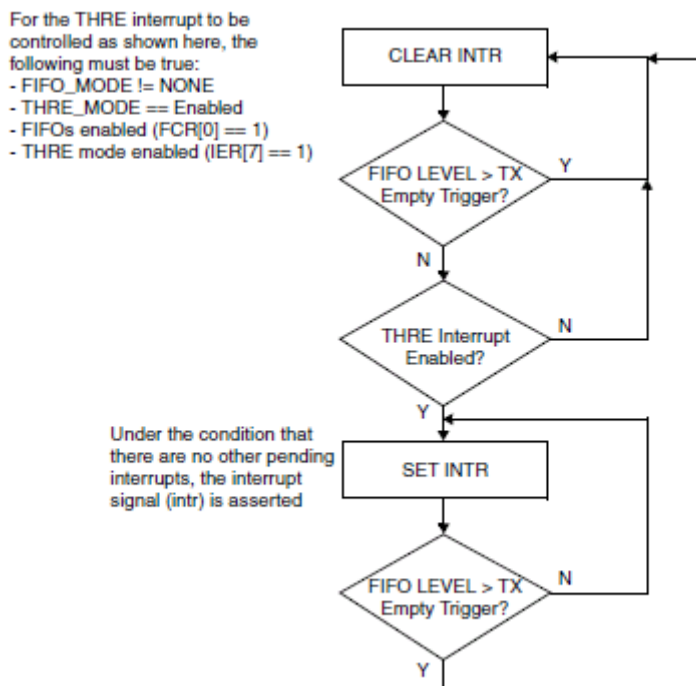 For the THRE interrupt to be
controlled as shown here, the
following must be true:
- FIFO_MODE != NONE
- THRE_MODE == Enabled
- FIFOs enabled (FCR[0] == 1)
- THRE mode enabled (IER[7] == 1)
CLEAR INTR
FIFO LEVEL > TX
Empty Trigger?
Y
N
THRE Interrupt
Enabled?
N
Y
Under the condition that
there are no other pending
interrupts, the interrupt
signal (intr) is asserted
SET INTR
FIFO LEVEL > TX
Empty Trigger?
N
Y